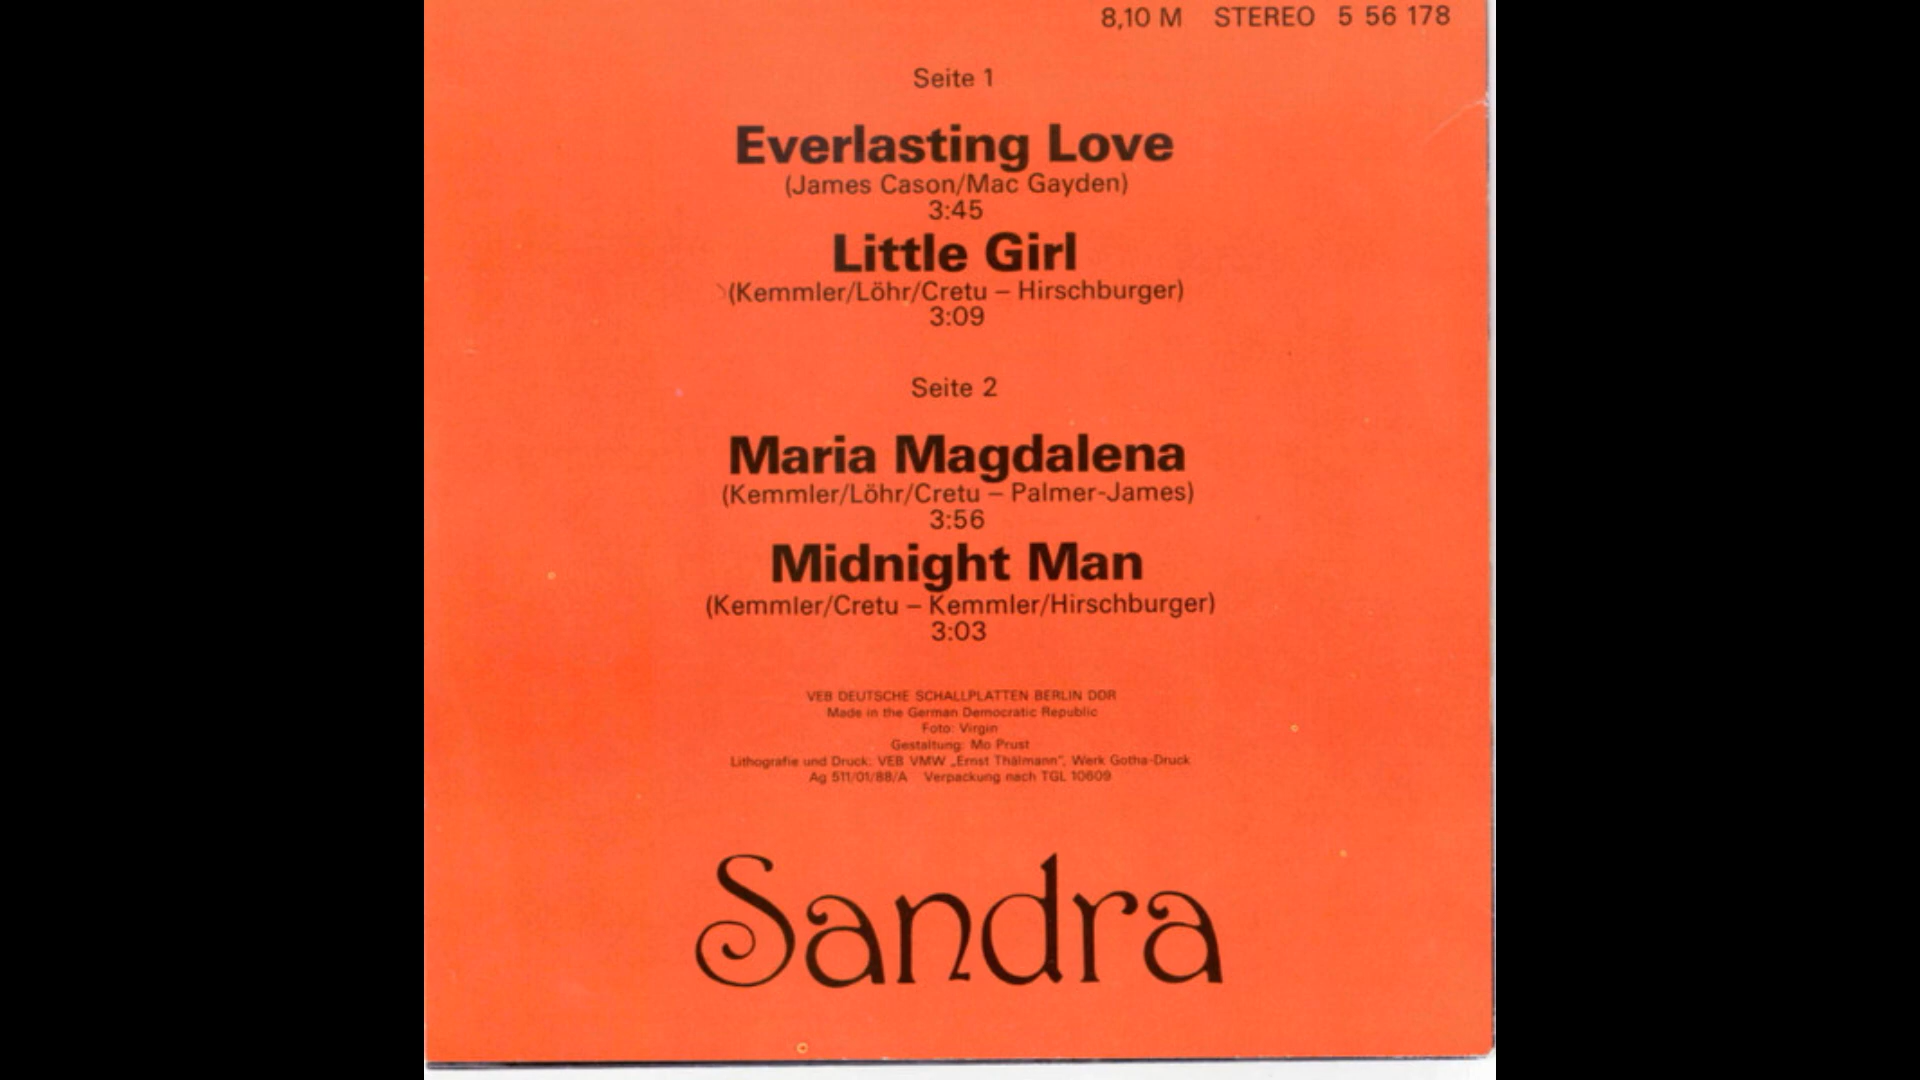 8,10 M STEREO 5 56 178
Seite 1
Everlasting Love
(James Cason/Mac Gayden)
3:45
Little Girl
(Kemmler/Löhr/Cretu – Hirschburger)
3:09
Seite 2
Maria Magdalena
(Kemmler/Löhr/Cretu – Palmer-James)
3:56
Midnight Man
(Kemmler/Cretu – Kemmler/Hirschburger)
3:03
VEB DEUTSCHE SCHALLPLATTEN BERLIN DDR
Made in the German Democratic Republic
Foto: Virgin
Gestaltung: Mo Prust
Lithografie und Druck: VEB VMW „Ernst Thälmann“, Werk Gotha-Druck
Ag 511/01/88/A Verpackung nach TGL 10609
Sandra